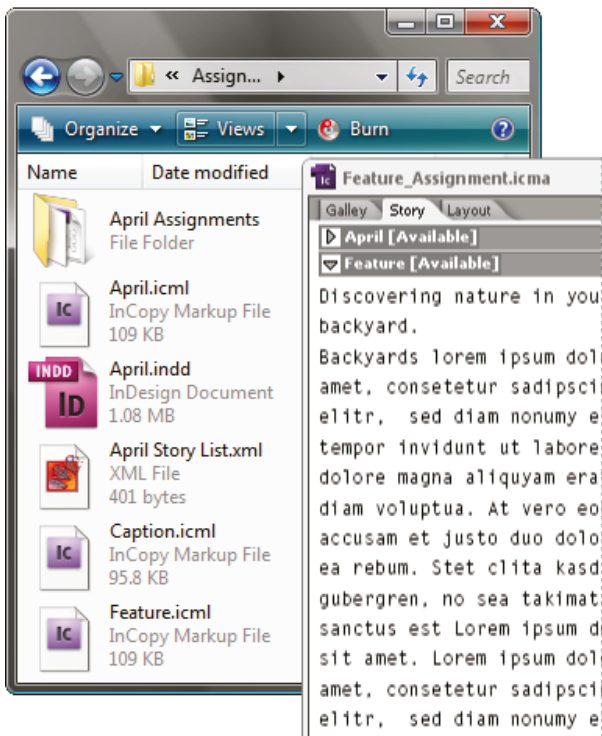 « Assign...
Search
Organize
Views
Burn
?
Name
Date modified
April Assignments
File Folder
April.icml
InCopy Markup File
109 KB
INDD
April.indd
InDesign Document
1.08 MB
April Story List.xml
XML File
401 bytes
Caption.icml
InCopy Markup File
95.8 KB
Feature.icml
InCopy Markup File
109 KB
Ic
Ic
ID
Ic
Ic
Feature_Assignment.icma
Galley Story Layout
April [Available]
Feature [Available]
Discovering nature in you
backyard.
Backyards lorem ipsum dol
amet, consetetur sadipsci
elitr, sed diam nonumy e
tempor invidunt ut labore
dolore magna aliquyam era
diam voluptua. At vero eo
accusam et justo duo dolo
ea rebum. Stet clita kasd
gubergren, no sea takimat
sanctus est Lorem ipsum d
sit amet. Lorem ipsum dol
amet, consetetur sadipsci
elitr, sed diam nonumy e